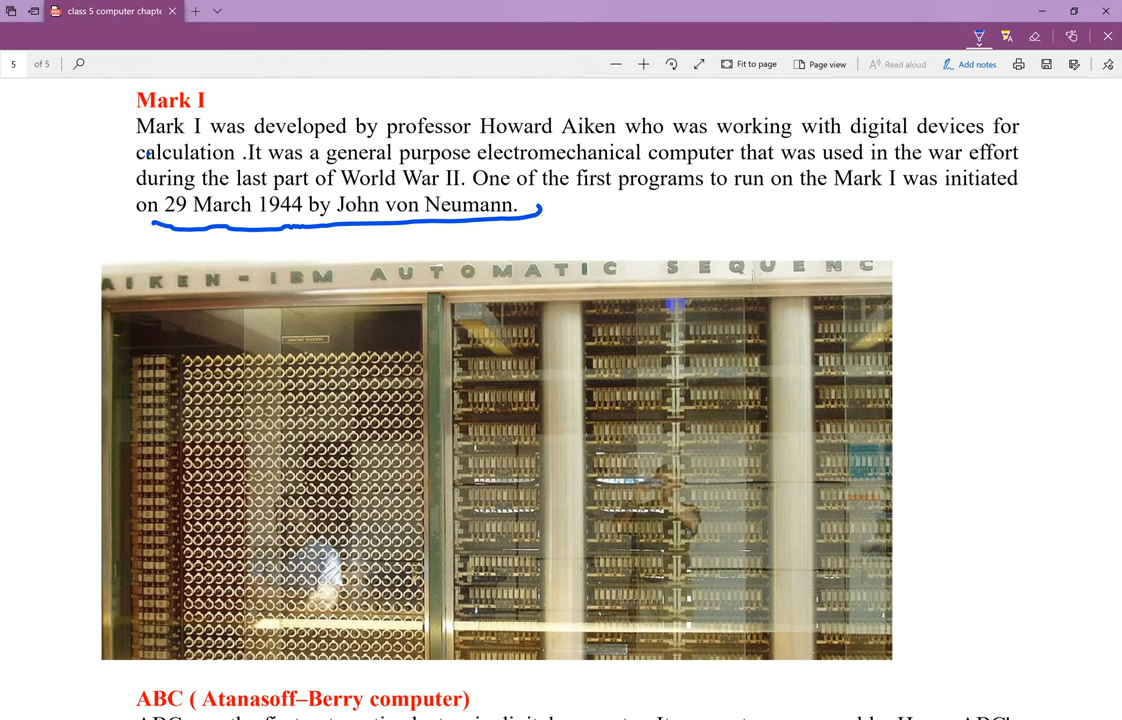 class 5 computer chapte
5 of 5
Fit to page
Page view
Read aloud
Add notes
Mark I
Mark I was developed by professor Howard Aiken who was working with digital devices for
calculation .It was a general purpose electromechanical computer that was used in the war effort
during the last part of World War II. One of the first programs to run on the Mark I was initiated
on 29 March 1944 by John von Neumann.
AIKEN - IBM AUTOMATIC SEQUENC
ABC ( Atanasoff–Berry computer)